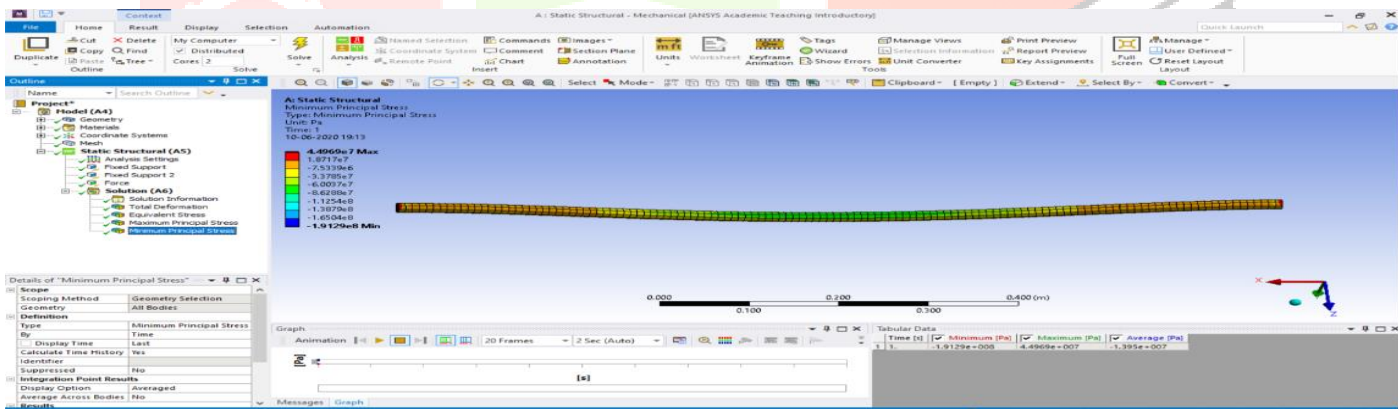 A : Static Structural - Mechanical [ANSYS Academic Teaching Introductory]
Context
File Home Result Display Selection Automation Quick Launch
Duplicate
Cut
Copy
Paste
Delete
Find
Tree
Outline
My Computer
Distributed
Cores 2
Solve
Solve
Analysis
Named Selection
Coordinate System
Remote Point
Commands
Comment
Chart
Images
Section Plane
Annotation
Insert
Units
Worksheet
Keyframe Animation
Tags
Wizard
Show Errors
Manage Views
Selection Information
Unit Converter
Print Preview
Report Preview
Key Assignments
Tools
Full Screen
Manage
User Defined
Reset Layout
Layout
Outline
Select Mode Clipboard [ Empty ] Extend Select By Convert
Name Search Outline
Project*
Model (A4)
Geometry
Materials
Coordinate Systems
Mesh
Static Structural (A5)
Analysis Settings
Fixed Support
Fixed Support 2
Force
Solution (A6)
Solution Information
Total Deformation
Equivalent Stress
Maximum Principal Stress
Minimum Principal Stress
A: Static Structural
Minimum Principal Stress
Type: Minimum Principal Stress
Unit: Pa
Time: 1
10-06-2020 19:13
4.4969e7 Max
1.8717e7
-7.5339e6
-3.3785e7
-6.0037e7
-8.6288e7
-1.1254e8
-1.3879e8
-1.6504e8
-1.9129e8 Min
0.000 0.200 0.400 (m)
0.100 0.300
X
Z
Details of "Minimum Principal Stress"
Scope
Scoping Method Geometry Selection
Geometry All Bodies
Definition
Type Minimum Principal Stress
By Time
Display Time Last
Calculate Time History Yes
Identifier
Suppressed No
Integration Point Results
Display Option Averaged
Average Across Bodies No
Results
Graph
Animation 20 Frames 2 Sec (Auto)
[Pa]
[s]
Messages Graph
Tabular Data
Time [s] Minimum [Pa] Maximum [Pa] Average [Pa]
1 1. -1.9129e+008 4.4969e+007 -1.395e+007